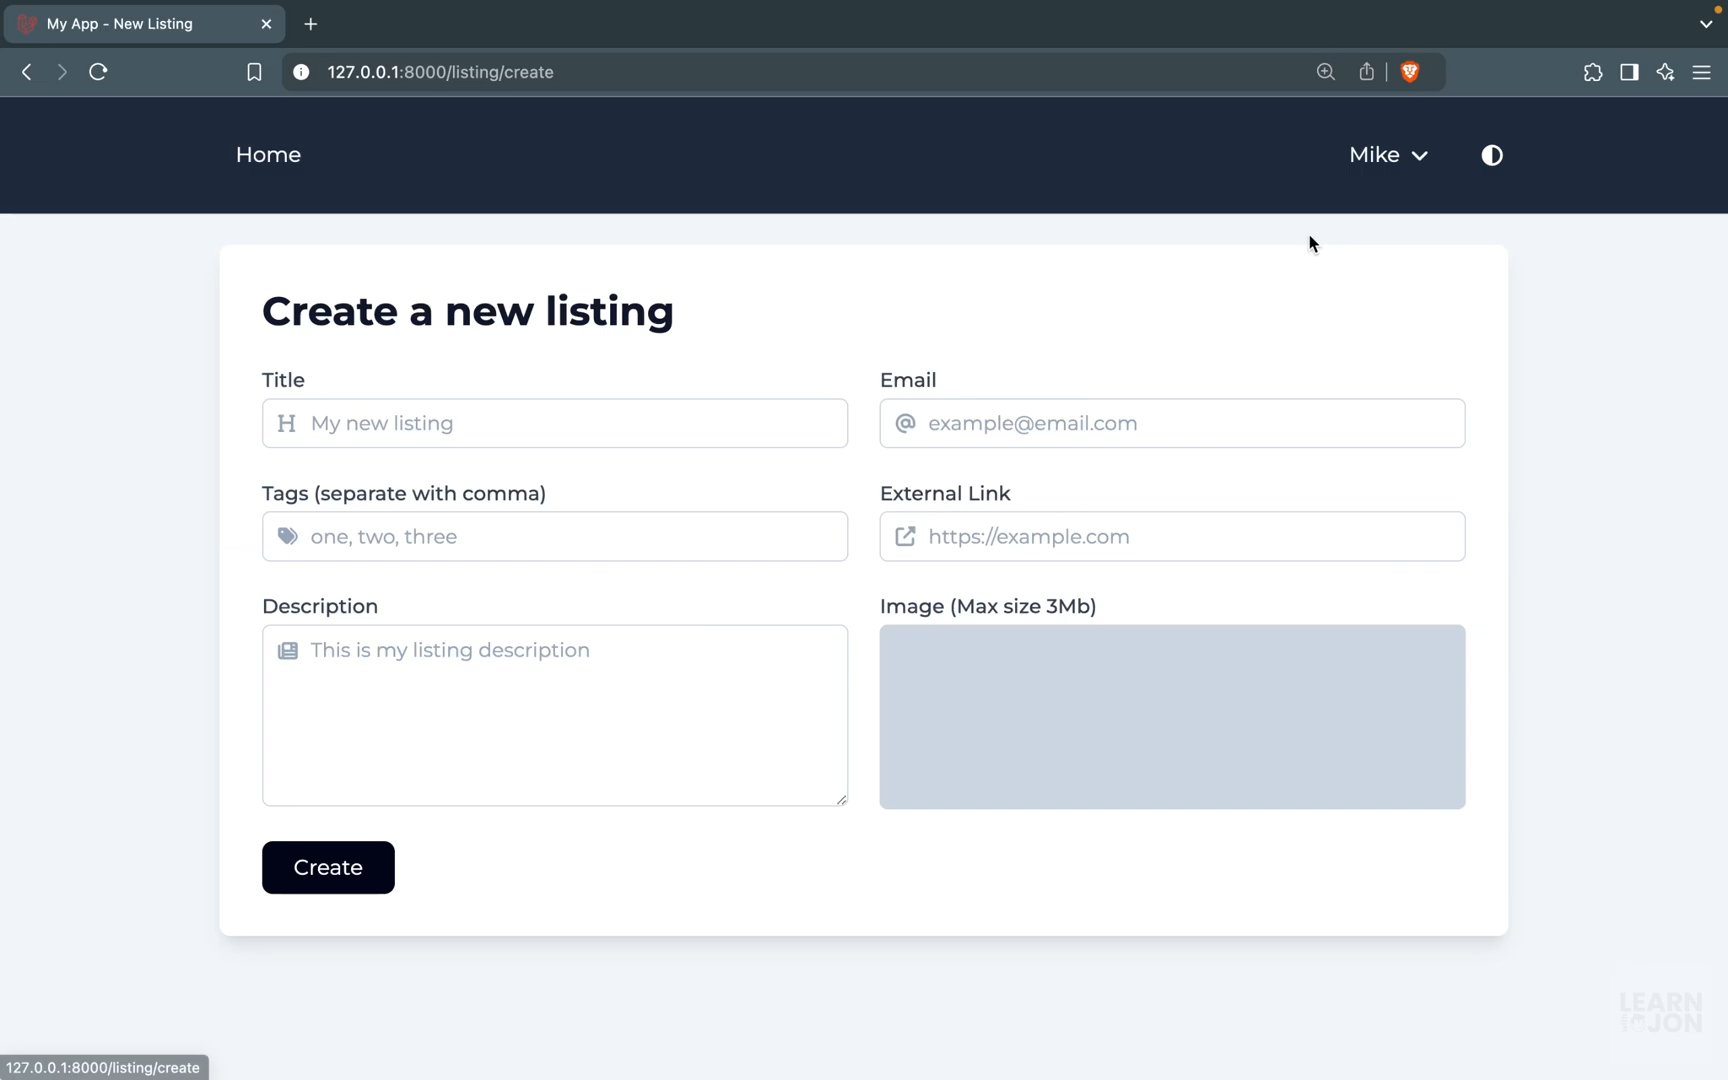 My App - New Listing
127.0.0.1:8000/listing/create
Home
Mike
Create a new listing
Title
Email
My new listing
example@email.com
Tags (separate with comma)
External Link
one, two, three
https://example.com
Description
Image (Max size 3Mb)
This is my listing description
Create
LEARN
JON
127.0.0.1:8000/listing/create